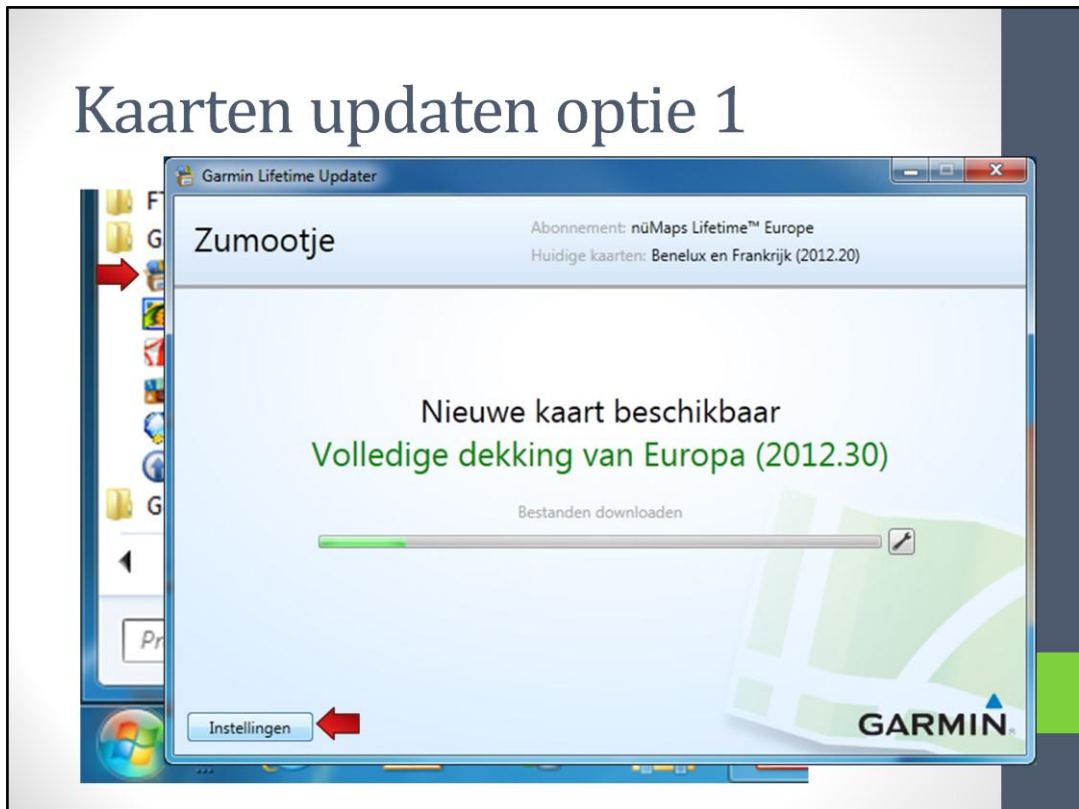 Kaarten updaten optie 1
Garmin Lifetime Updater
Zumootje
Abonnement: nüMaps Lifetime™ Europe
Huidige kaarten: Benelux en Frankrijk (2012.20)
Nieuwe kaart beschikbaar
Volledige dekking van Europa (2012.30)
Bestanden downloaden
Instellingen
GARMIN